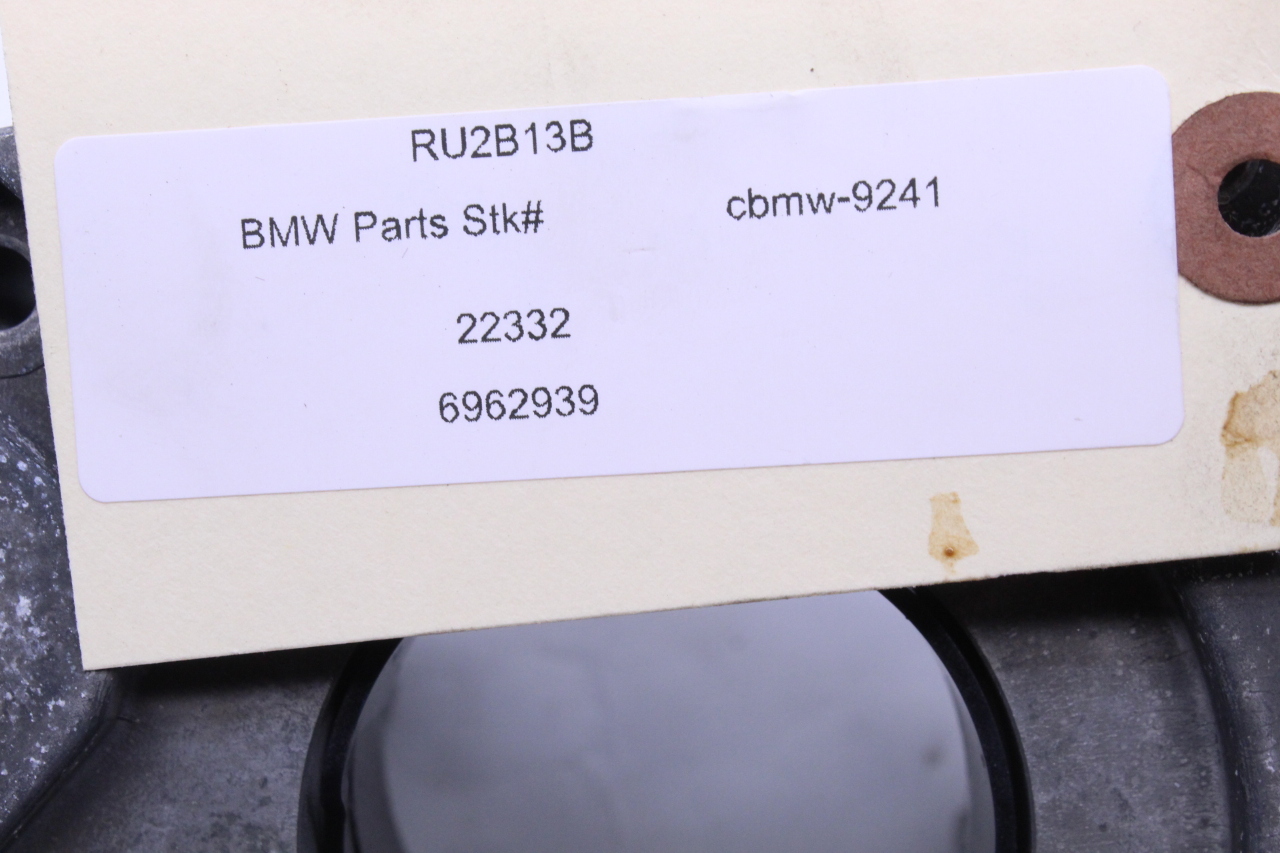 RU2B13B
BMW Parts Stk# cbmw-9241
22332
6962939